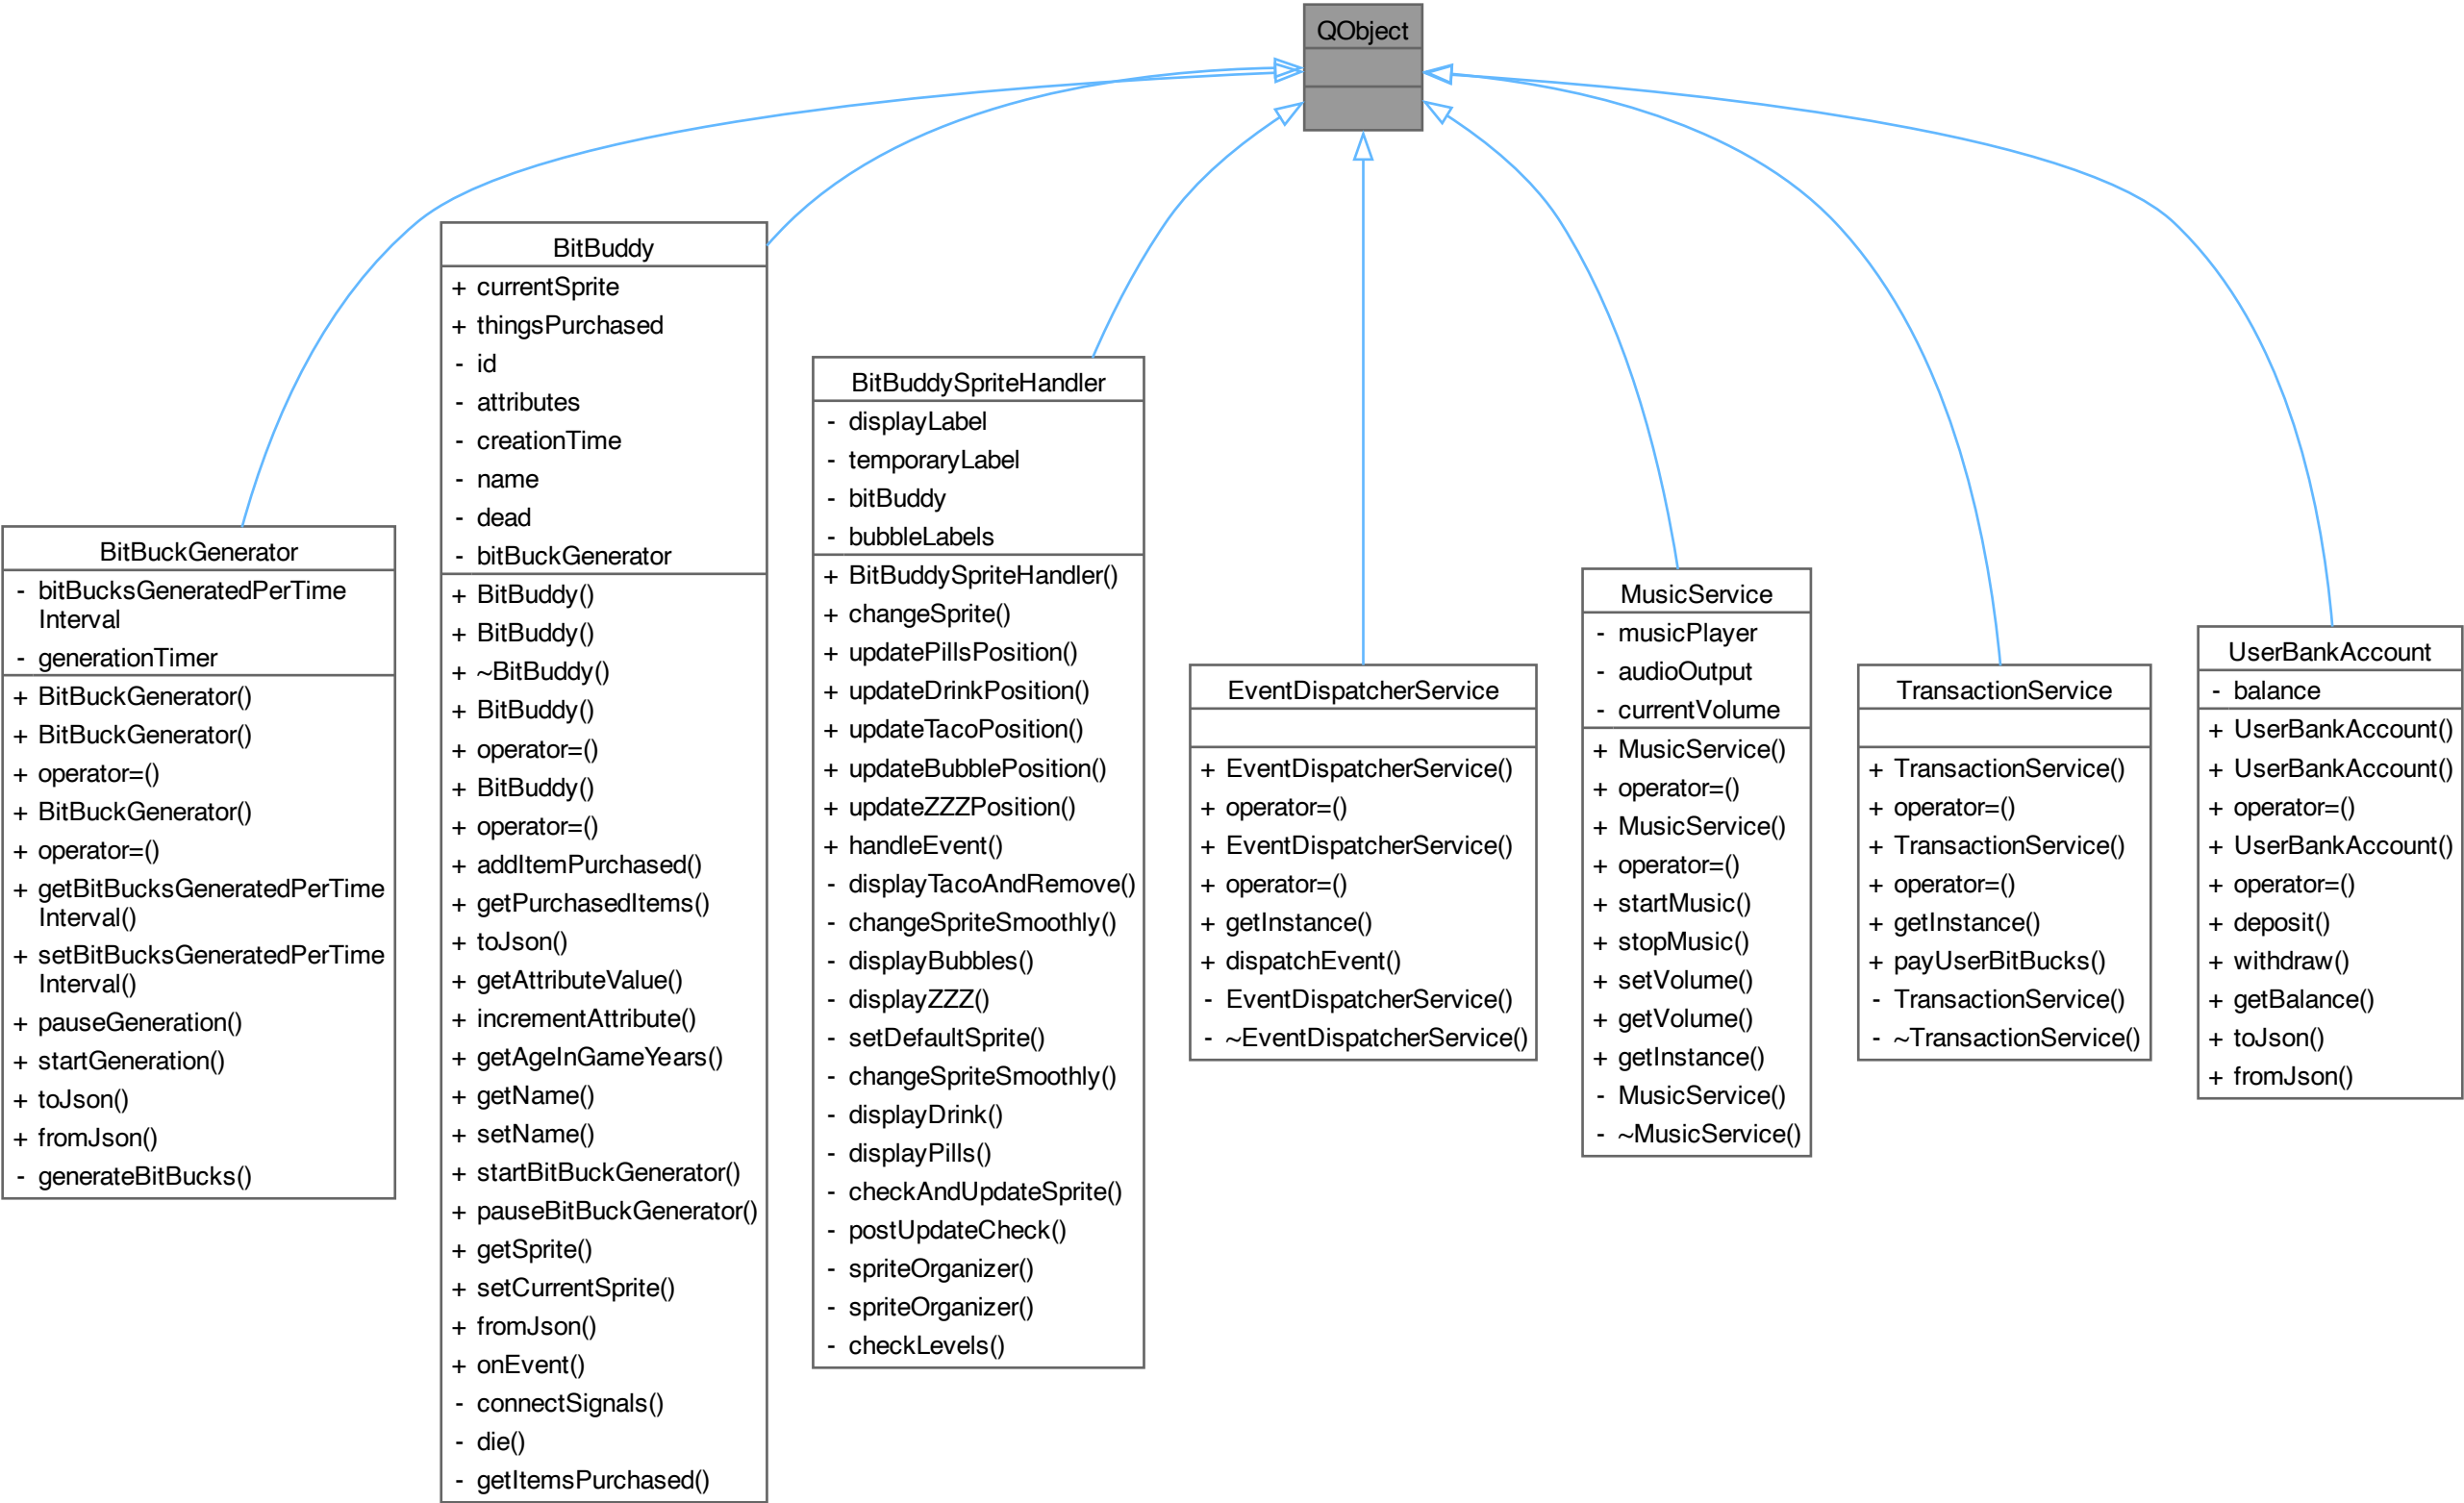 QObject
BitBuckGenerator
- bitBucksGeneratedPerTime
Interval
- generationTimer
+ BitBuckGenerator()
+ BitBuckGenerator()
+ operator=()
+ BitBuckGenerator()
+ operator=()
+ getBitBucksGeneratedPerTime
Interval()
+ setBitBucksGeneratedPerTime
Interval()
+ pauseGeneration()
+ startGeneration()
+ toJson()
+ fromJson()
- generateBitBucks()
BitBuddy
+ currentSprite
+ thingsPurchased
- id
- attributes
- creationTime
- name
- dead
- bitBuckGenerator
+ BitBuddy()
+ BitBuddy()
+ ~BitBuddy()
+ BitBuddy()
+ operator=()
+ BitBuddy()
+ operator=()
+ addItemPurchased()
+ getPurchasedItems()
+ toJson()
+ getAttributeValue()
+ incrementAttribute()
+ getAgeInGameYears()
+ getName()
+ setName()
+ startBitBuckGenerator()
+ pauseBitBuckGenerator()
+ getSprite()
+ setCurrentSprite()
+ fromJson()
+ onEvent()
- connectSignals()
- die()
- getItemsPurchased()
BitBuddySpriteHandler
- displayLabel
- temporaryLabel
- bitBuddy
- bubbleLabels
+ BitBuddySpriteHandler()
+ changeSprite()
+ updatePillsPosition()
+ updateDrinkPosition()
+ updateTacoPosition()
+ updateBubblePosition()
+ updateZZZPosition()
+ handleEvent()
- displayTacoAndRemove()
- changeSpriteSmoothly()
- displayBubbles()
- displayZZZ()
- setDefaultSprite()
- changeSpriteSmoothly()
- displayDrink()
- displayPills()
- checkAndUpdateSprite()
- postUpdateCheck()
- spriteOrganizer()
- spriteOrganizer()
- checkLevels()
EventDispatcherService
+ EventDispatcherService()
+ operator=()
+ EventDispatcherService()
+ operator=()
+ getInstance()
+ dispatchEvent()
- EventDispatcherService()
- ~EventDispatcherService()
MusicService
- musicPlayer
- audioOutput
- currentVolume
+ MusicService()
+ operator=()
+ MusicService()
+ operator=()
+ startMusic()
+ stopMusic()
+ setVolume()
+ getVolume()
+ getInstance()
- MusicService()
- ~MusicService()
TransactionService
+ TransactionService()
+ operator=()
+ TransactionService()
+ operator=()
+ getInstance()
+ payUserBitBucks()
- TransactionService()
- ~TransactionService()
UserBankAccount
- balance
+ UserBankAccount()
+ UserBankAccount()
+ operator=()
+ UserBankAccount()
+ operator=()
+ deposit()
+ withdraw()
+ getBalance()
+ toJson()
+ fromJson()